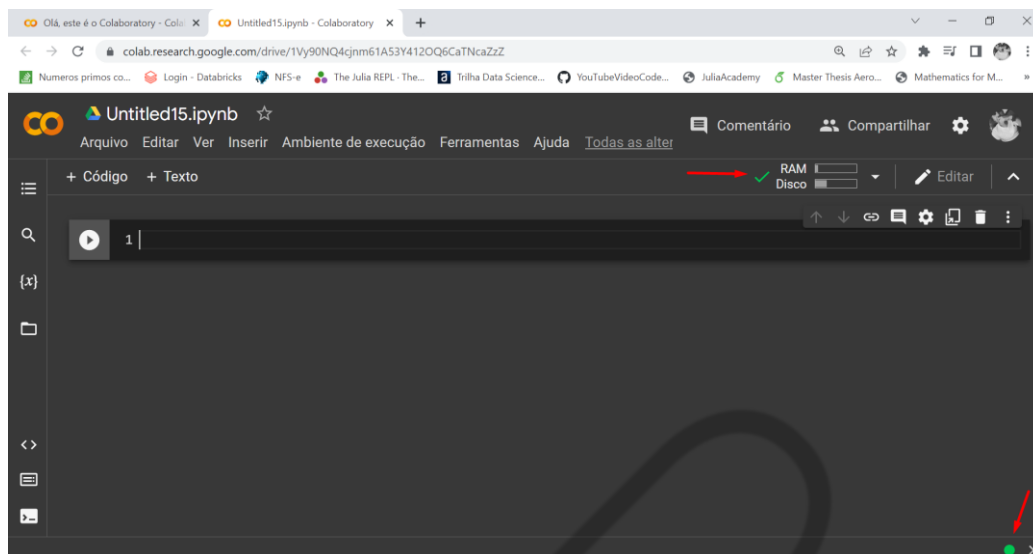 Olá, este é o Colaboratory - Cola
Untitled15.ipynb - Colaboratory
colab.research.google.com/drive/1Vy90NQ4cjnm61A53Y412OQ6CaTNcaZzZ
Numeros primos co... Login - Databricks NFS-e The Julia REPL · The... Trilha Data Science... YouTubeVideoCode... JuliaAcademy Master Thesis Aero... Mathematics for M... »
CO Untitled15.ipynb
Comentário Compartilhar
Arquivo Editar Ver Inserir Ambiente de execução Ferramentas Ajuda Todas as alter
+ Código + Texto
RAM
Disco
Editar
1
{x}